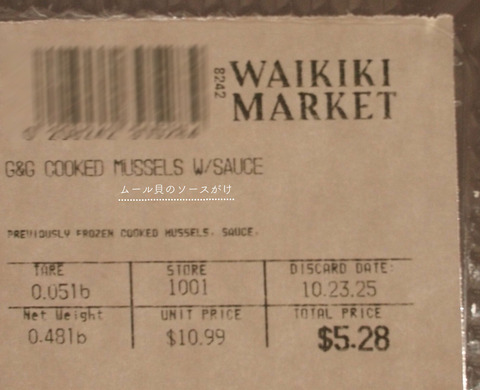 WAIKIKI
MARKET
8242
G&G COOKED MUSSELS W/SAUCE
ムール貝のソースがけ
PREVIOUSLY FROZEN COOKED MUSSELS. SAUCE.
TARE STORE DISCARD DATE:
0.05lb 1001 10.23.25
Net Weight UNIT PRICE TOTAL PRICE
0.48lb $10.99 $5.28